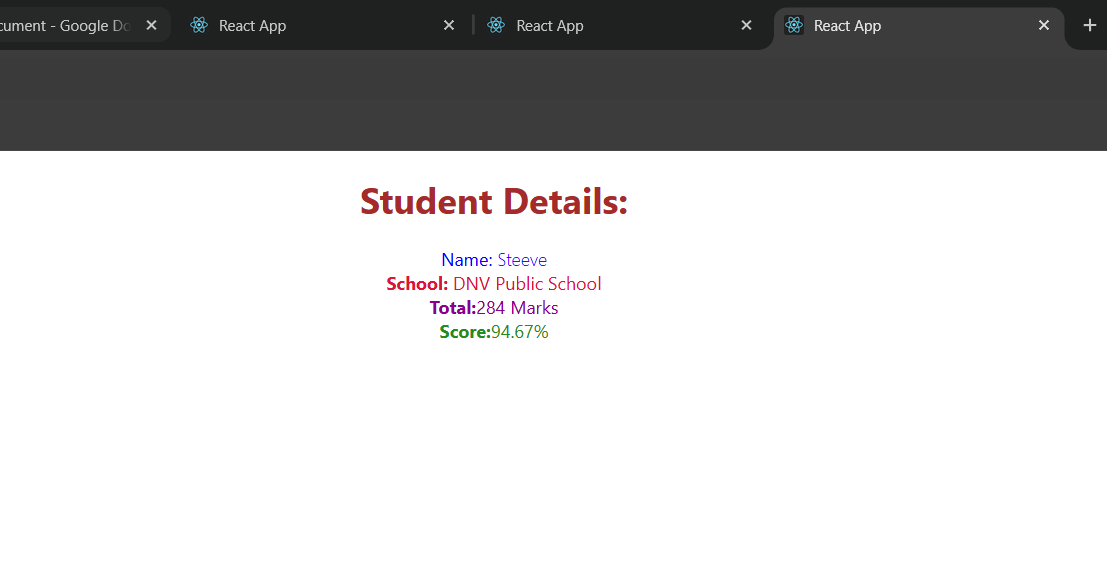 cument - Google Do
React App
React App
React App
Student Details:
Name: Steeve
School: DNV Public School
Total:284 Marks
Score:94.67%